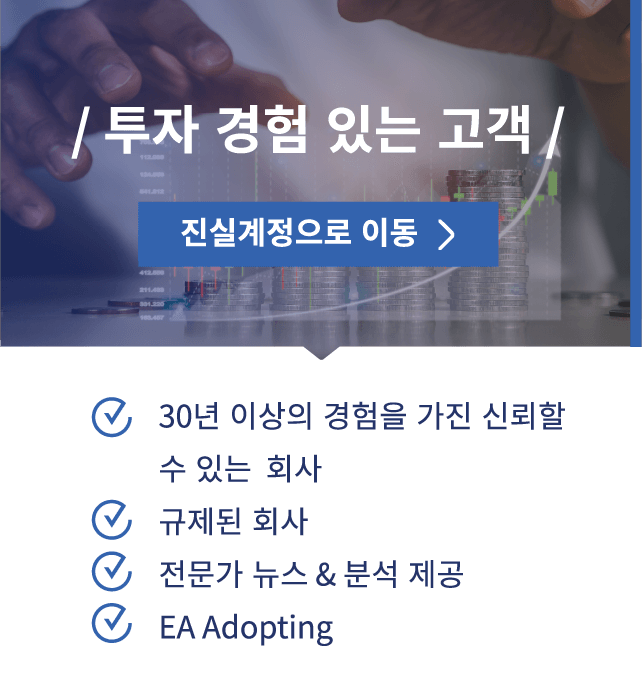 / 투자 경험 있는 고객 /
진실계정으로 이동
30년 이상의 경험을 가진 신뢰할
수 있는 회사
규제된 회사
전문가 뉴스 & 분석 제공
EA Adopting